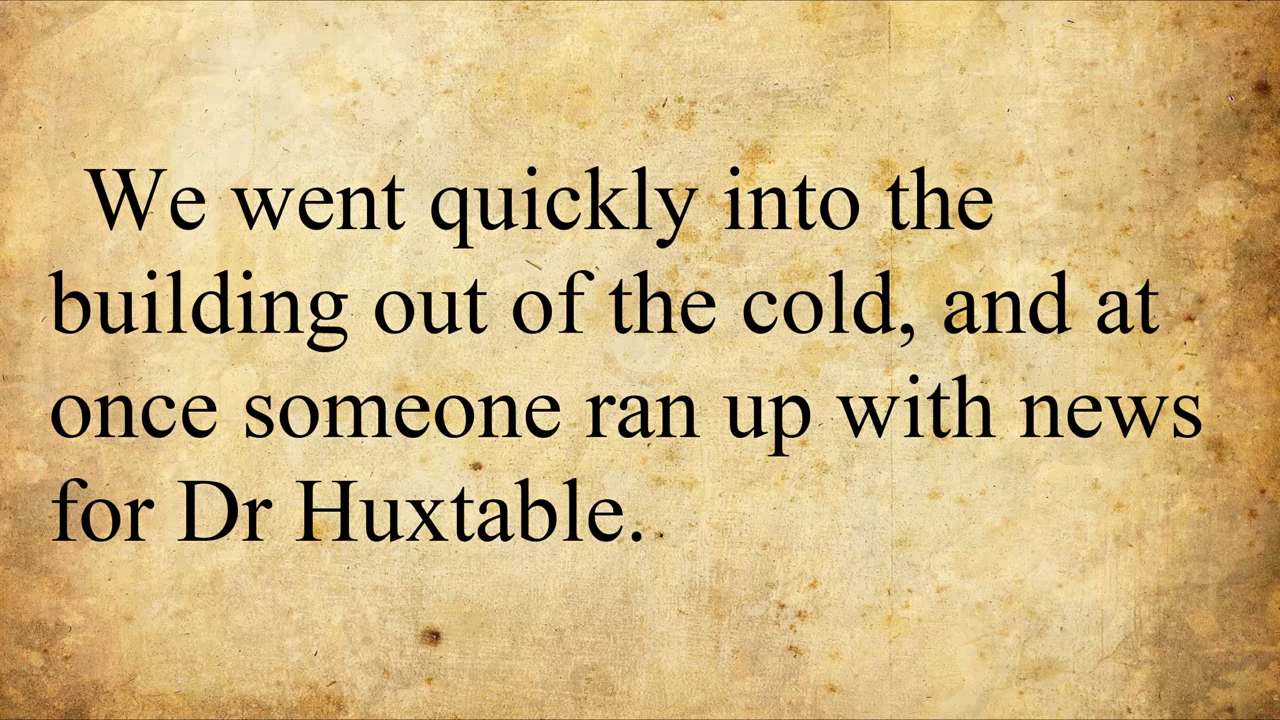 We went quickly into the
building out of the cold, and at
once someone ran up with news
for Dr Huxtable.